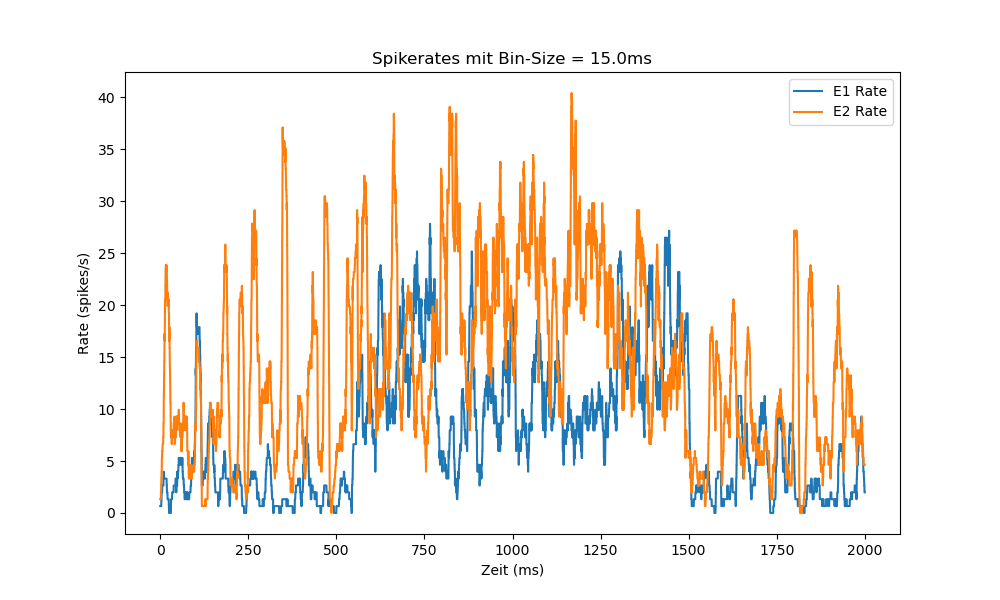 Spikerates mit Bin-Size = 15.0ms
E1 Rate
E2 Rate
40
35
30
25
20
15
10
5
0
Rate (spikes/s)
0 250 500 750 1000 1250 1500 1750 2000
Zeit (ms)